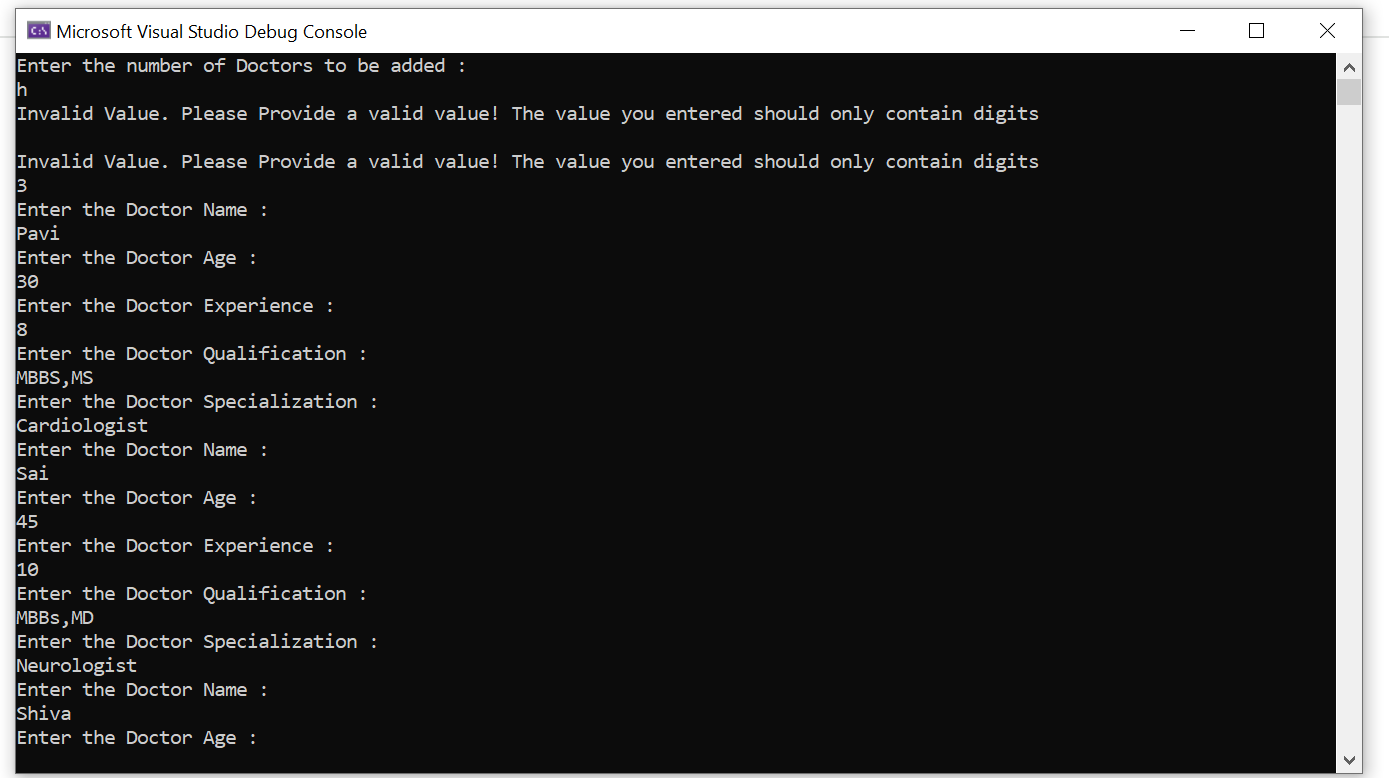 C:\ Microsoft Visual Studio Debug Console
Enter the number of Doctors to be added :
h
Invalid Value. Please Provide a valid value! The value you entered should only contain digits
Invalid Value. Please Provide a valid value! The value you entered should only contain digits
3
Enter the Doctor Name :
Pavi
Enter the Doctor Age :
30
Enter the Doctor Experience :
8
Enter the Doctor Qualification :
MBBS,MS
Enter the Doctor Specialization :
Cardiologist
Enter the Doctor Name :
Sai
Enter the Doctor Age :
45
Enter the Doctor Experience :
10
Enter the Doctor Qualification :
MBBs,MD
Enter the Doctor Specialization :
Neurologist
Enter the Doctor Name :
Shiva
Enter the Doctor Age :